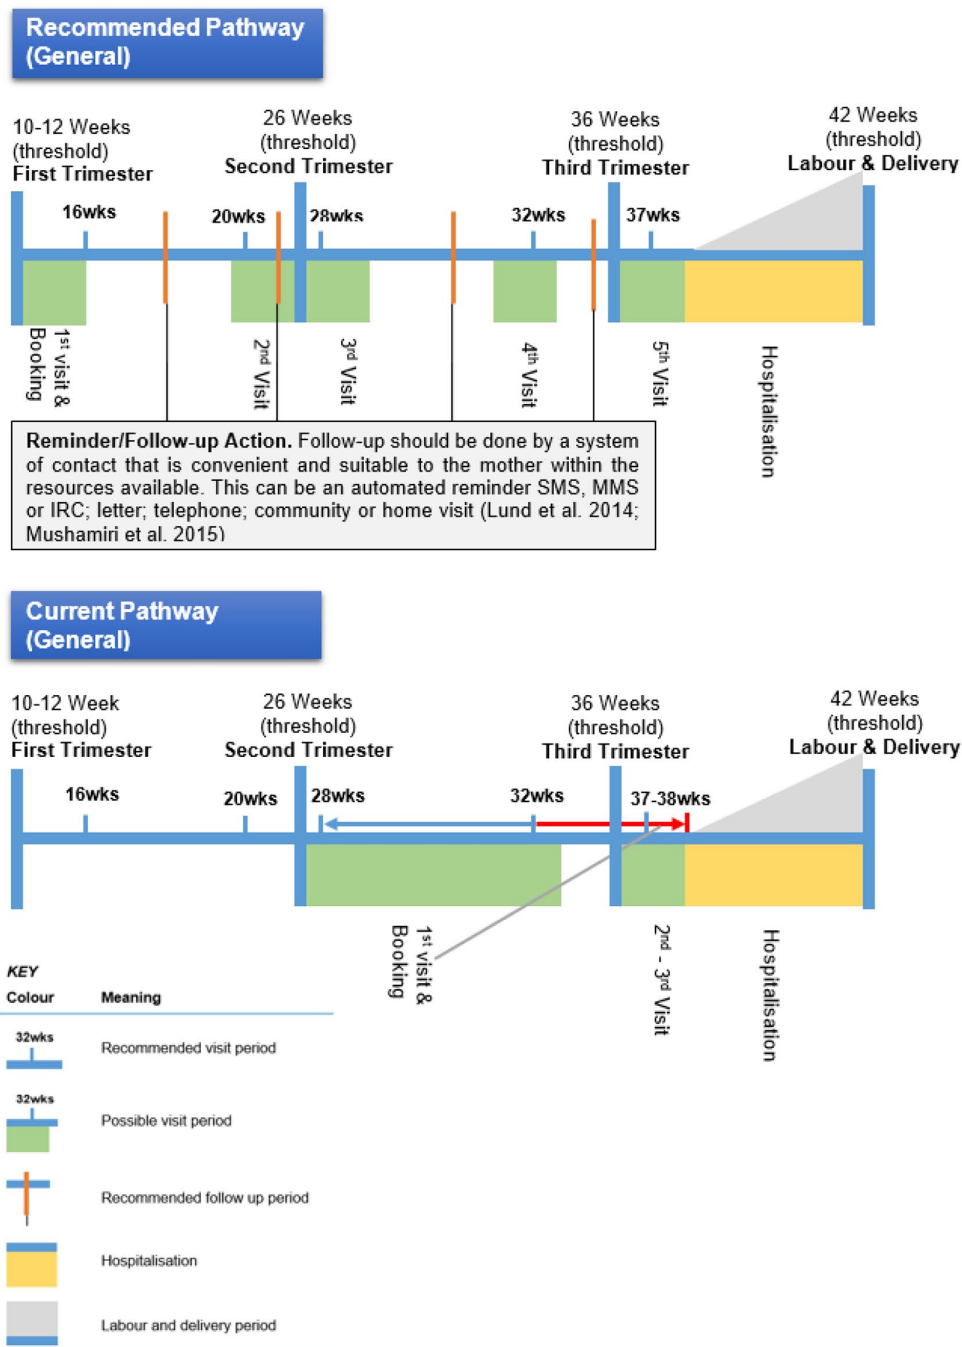 Recommended Pathway
(General)
10-12 Weeks
(threshold)
First Trimester
26 Weeks
(threshold)
Second Trimester
36 Weeks
(threshold)
Third Trimester
42 Weeks
(threshold)
Labour & Delivery
16wks
20wks
28wks
32wks
37wks
1st visit &
Booking
2nd Visit
3rd Visit
4th Visit
5th Visit
Hospitalisation
Reminder/Follow-up Action. Follow-up should be done by a system
of contact that is convenient and suitable to the mother within the
resources available. This can be an automated reminder SMS, MMS
or IRC; letter; telephone; community or home visit (Lund et al. 2014;
Mushamiri et al. 2015)
Current Pathway
(General)
10-12 Week
(threshold)
First Trimester
26 Weeks
(threshold)
Second Trimester
36 Weeks
(threshold)
Third Trimester
42 Weeks
(threshold)
Labour & Delivery
16wks
20wks
28wks
32wks
37-38wks
1st visit &
Booking
2nd - 3rd Visit
Hospitalisation
KEY
Colour Meaning
32wks
Recommended visit period
32wks
Possible visit period
Recommended follow up period
Hospitalisation
Labour and delivery period